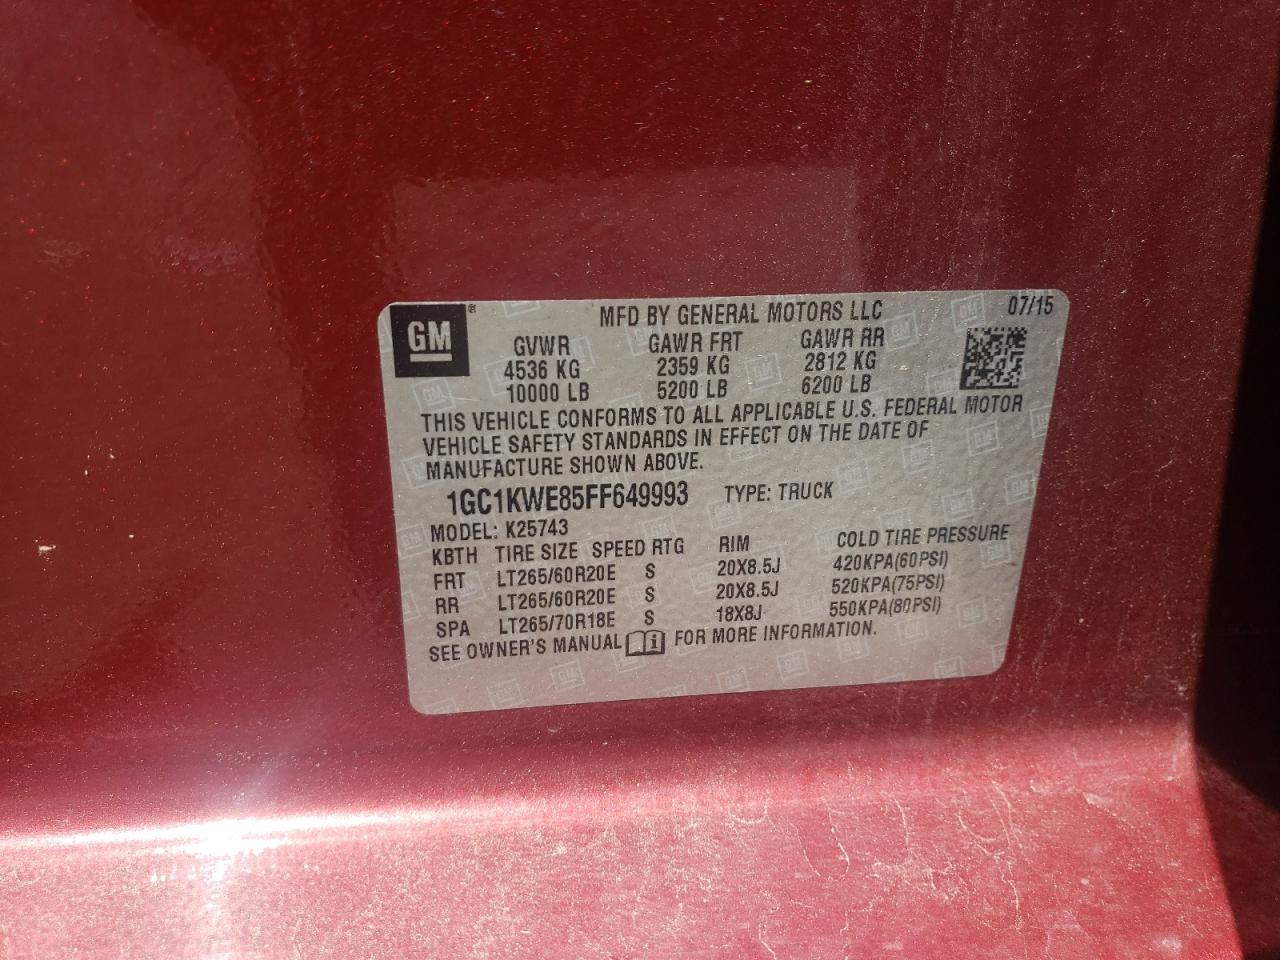 GM ® MFD BY GENERAL MOTORS LLC 07/15
GVWR GAWR FRT GAWR RR
4536 KG 2359 KG 2812 KG
10000 LB 5200 LB 6200 LB
THIS VEHICLE CONFORMS TO ALL APPLICABLE U.S. FEDERAL MOTOR
VEHICLE SAFETY STANDARDS IN EFFECT ON THE DATE OF
MANUFACTURE SHOWN ABOVE.
1GC1KWE85FF649993 TYPE: TRUCK
MODEL: K25743
KBTH TIRE SIZE SPEED RTG RIM COLD TIRE PRESSURE
FRT LT265/60R20E S 20X8.5J 420KPA(60PSI)
RR LT265/60R20E S 20X8.5J 520KPA(75PSI)
SPA LT265/70R18E S 18X8J 550KPA(80PSI)
SEE OWNER'S MANUAL FOR MORE INFORMATION.